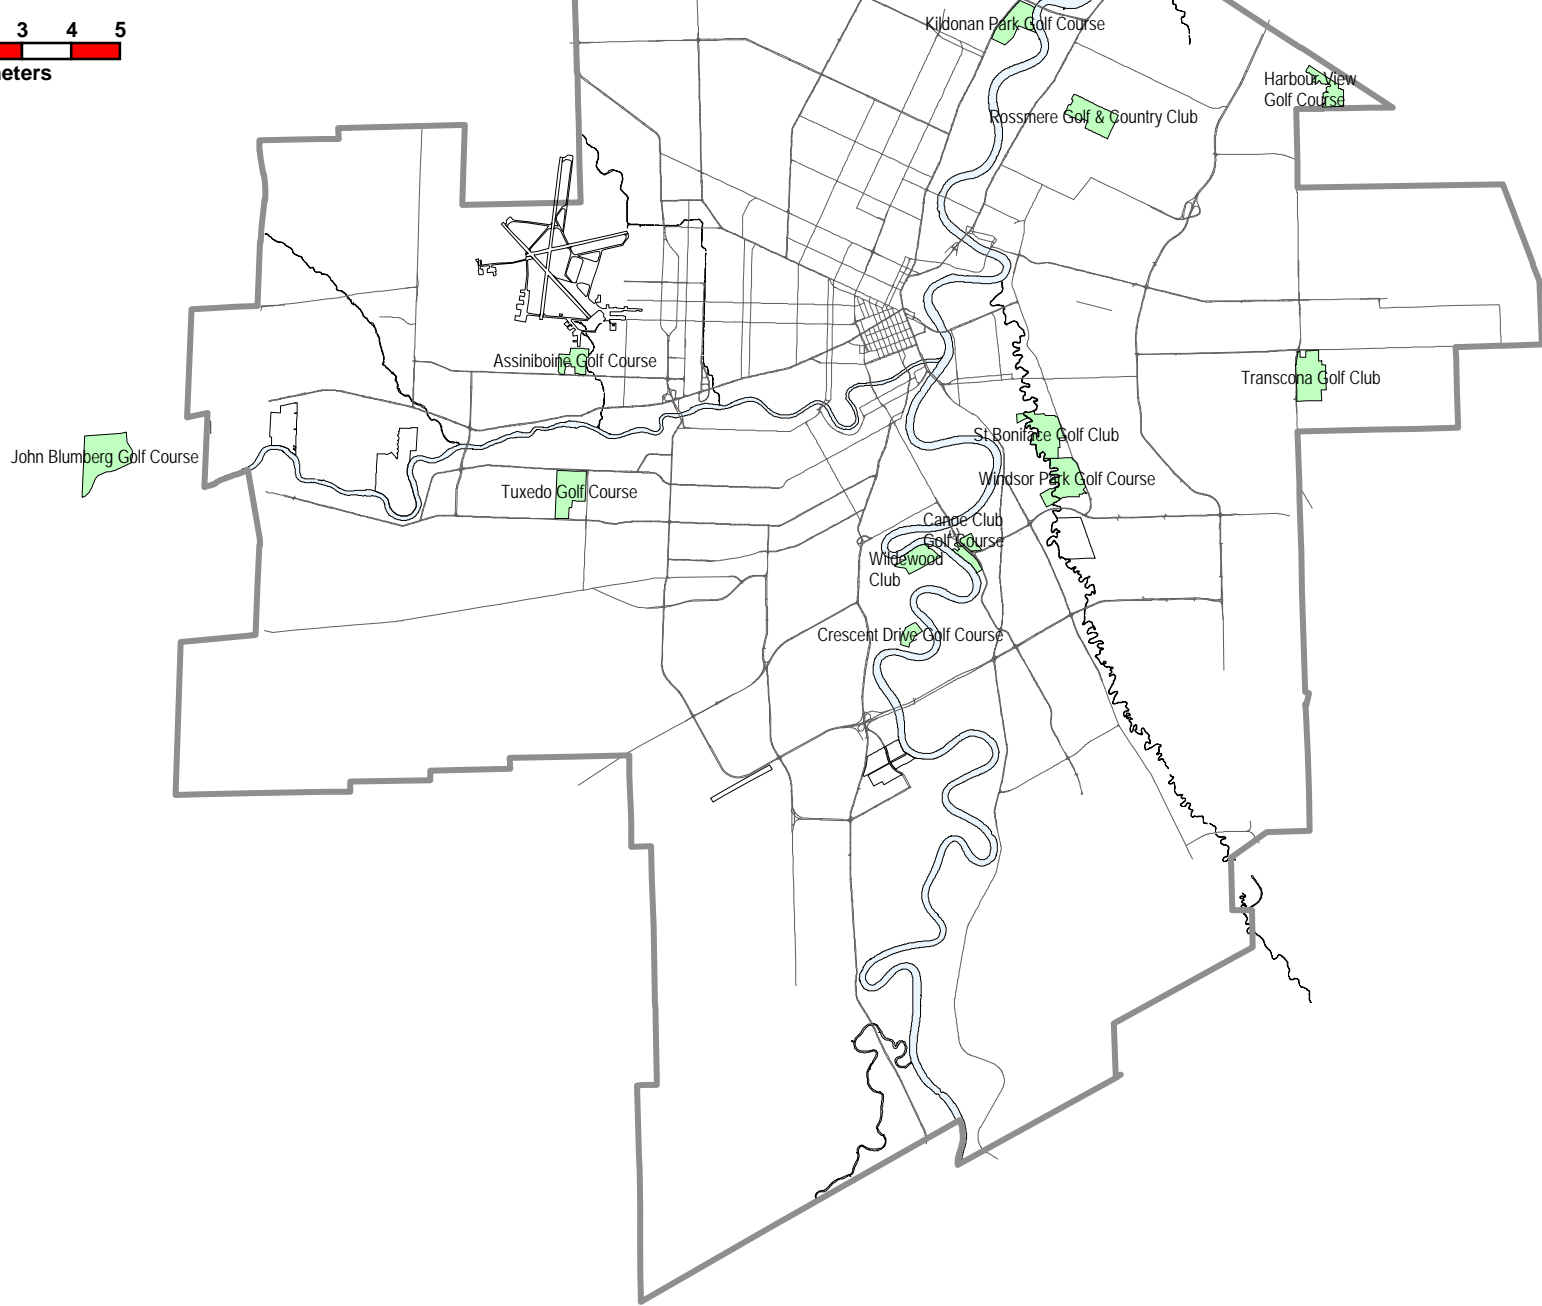 3 4 5
eters
Kildonan Park Golf Course
Harbour View
Golf Course
Rossmere Golf & Country Club
Assiniboine Golf Course
Transcona Golf Club
St Boniface Golf Club
John Blumberg Golf Course
Windsor Park Golf Course
Tuxedo Golf Course
Canoe Club
Golf Course
Wildewood
Club
Crescent Drive Golf Course